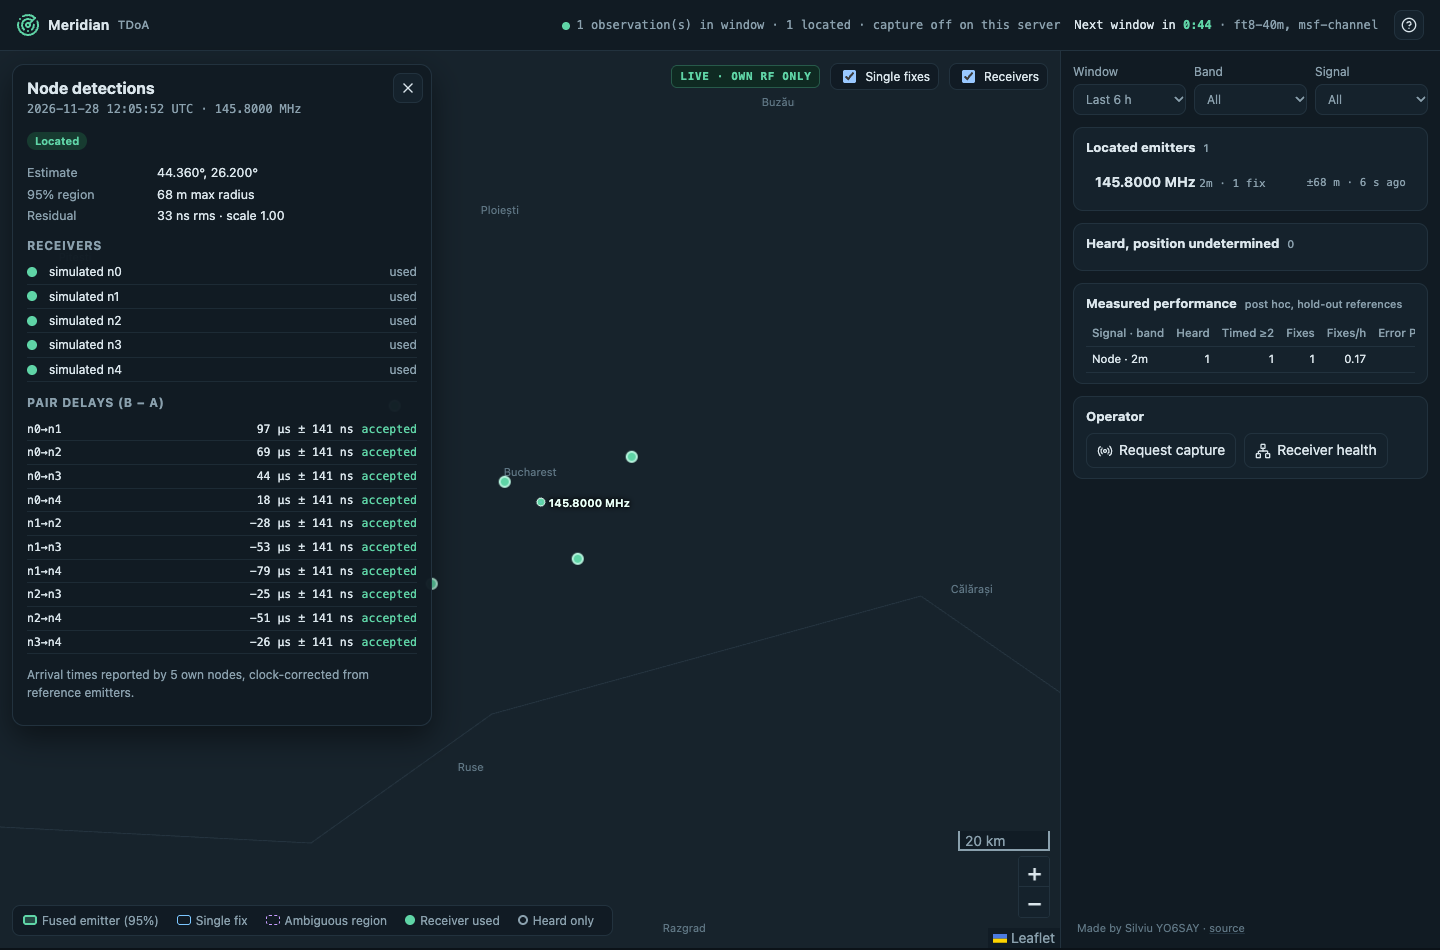 Meridian TDoA
1 observation(s) in window · 1 located · capture off on this server Next window in 0:44 · ft8-40m, msf-channel
Node detections
2026-11-28 12:05:52 UTC · 145.8000 MHz
Located
Estimate 44.360°, 26.200°
95% region 68 m max radius
Residual 33 ns rms · scale 1.00
RECEIVERS
simulated n0 used
simulated n1 used
simulated n2 used
simulated n3 used
simulated n4 used
PAIR DELAYS (B − A)
n0→n1 97 µs ± 141 ns accepted
n0→n2 69 µs ± 141 ns accepted
n0→n3 44 µs ± 141 ns accepted
n0→n4 18 µs ± 141 ns accepted
n1→n2 −28 µs ± 141 ns accepted
n1→n3 −53 µs ± 141 ns accepted
n1→n4 −79 µs ± 141 ns accepted
n2→n3 −25 µs ± 141 ns accepted
n2→n4 −51 µs ± 141 ns accepted
n3→n4 −26 µs ± 141 ns accepted
Arrival times reported by 5 own nodes, clock-corrected from
reference emitters.
LIVE · OWN RF ONLY Single fixes Receivers
Buzău
Ploiești
Bucharest
145.8000 MHz
Călărași
Ruse
Razgrad
20 km
+
−
Leaflet
Fused emitter (95%) Single fix Ambiguous region Receiver used Heard only
Window Band Signal
Last 6 h All All
Located emitters 1
145.8000 MHz 2m · 1 fix ±68 m · 6 s ago
Heard, position undetermined 0
Measured performance post hoc, hold-out references
Signal · band Heard Timed ≥2 Fixes Fixes/h Error P
Node · 2m 1 1 1 0.17
Operator
Request capture Receiver health
Made by Silviu YO6SAY · source